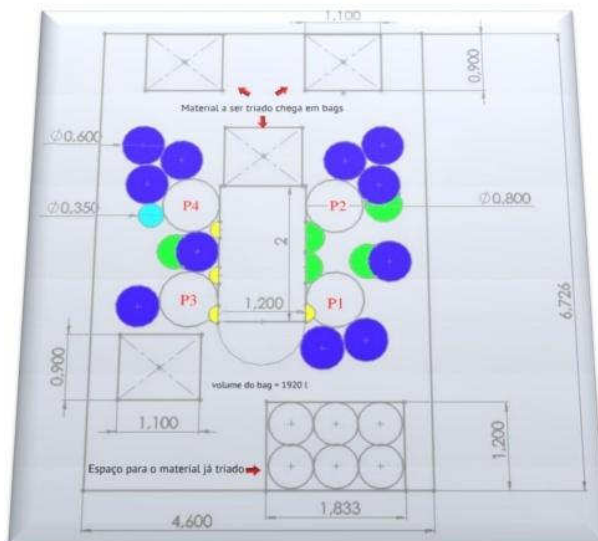 1,100
0,900
Material a ser triado chega em bags
Ø0,600
Ø0,350
P4
P2
Ø0,800
2
6,726
P3
1,200
P1
0,900
volume do bag = 1920 l
1,100
1,200
Espaço para o material já triado
1,833
4,600